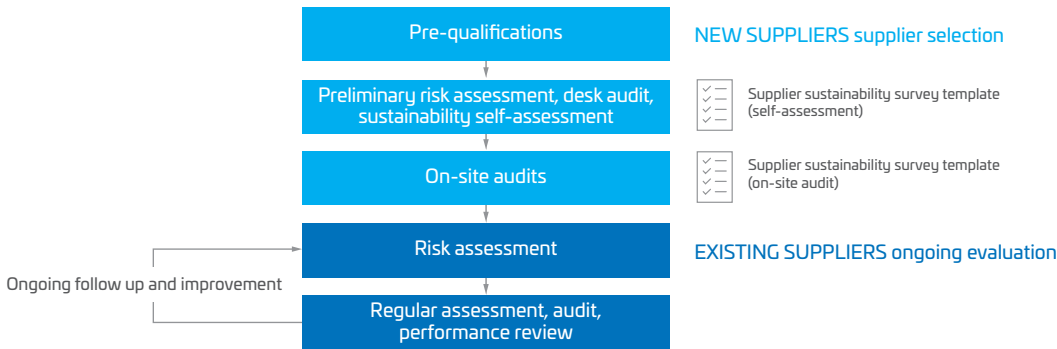 Pre-qualifications
NEW SUPPLIERS supplier selection
Preliminary risk assessment, desk audit,
sustainability self-assessment
Supplier sustainability survey template
(self-assessment)
On-site audits
Supplier sustainability survey template
(on-site audit)
Risk assessment
EXISTING SUPPLIERS ongoing evaluation
Ongoing follow up and improvement
Regular assessment, audit,
performance review